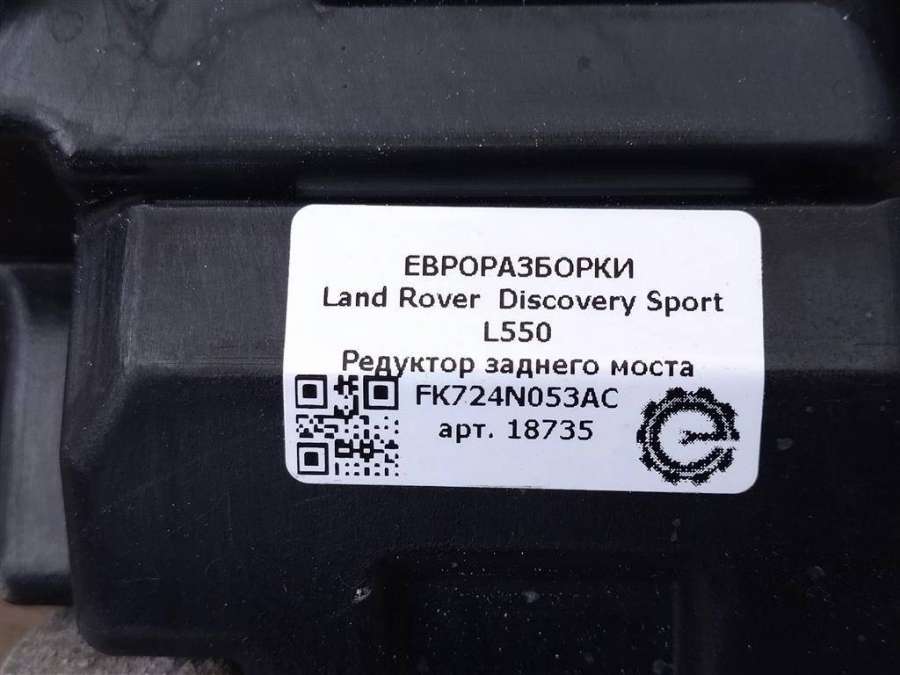 ЕВРОРАЗБОРКИ
Land Rover Discovery Sport
L550
Редуктор заднего моста
FK724N053AC
арт. 18735